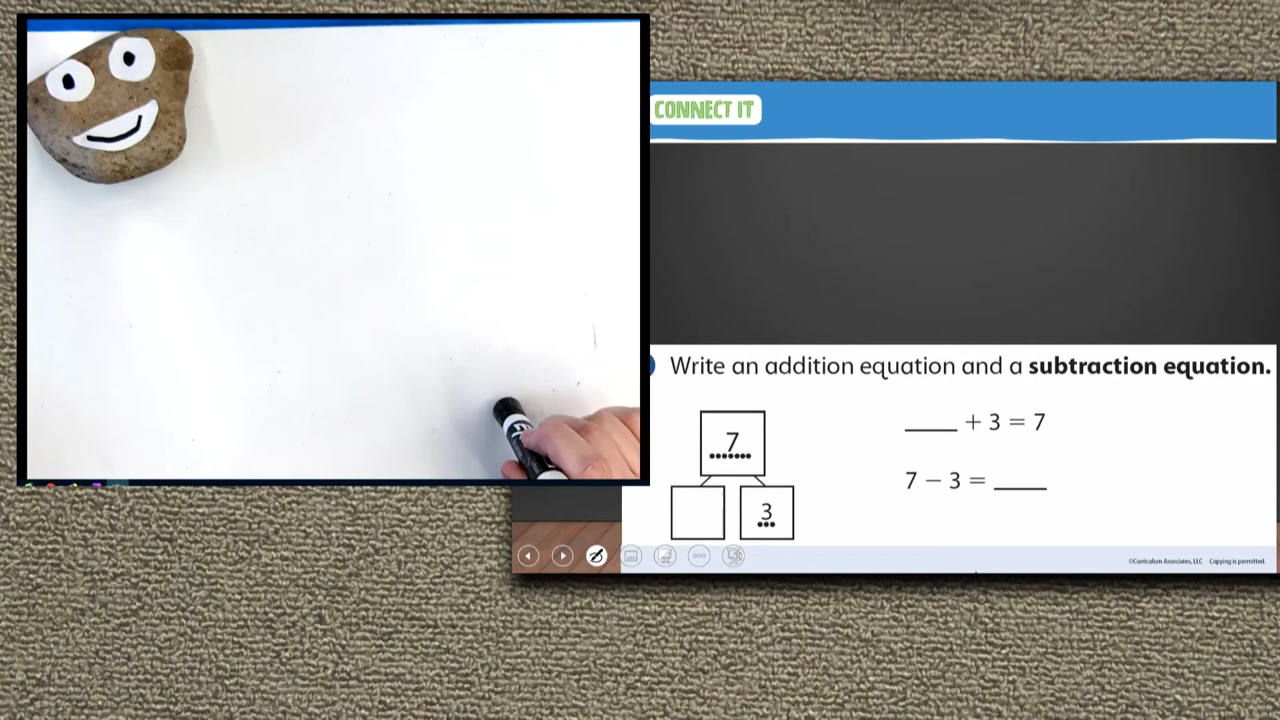 CONNECT IT
Write an addition equation and a subtraction equation.
7
3
____ + 3 = 7
7 − 3 = ____
©Curriculum Associates, LLC Copying is permitted.